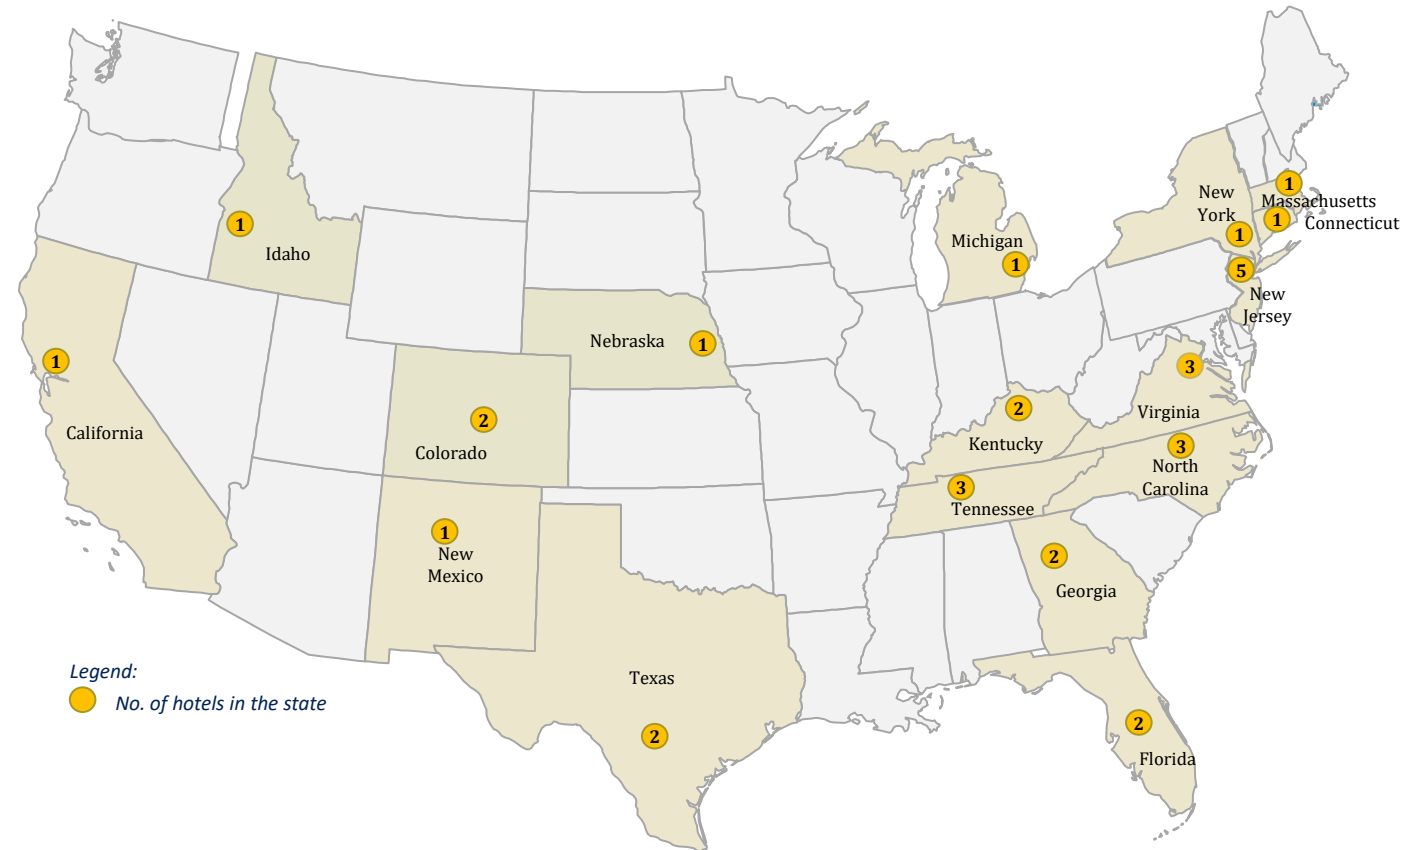 1
New
York
Massachusetts
1
Connecticut
1
1
Idaho
Michigan
1
5
New
Jersey
Nebraska
1
1
3
California
2
Colorado
2
Kentucky
Virginia
3
North
Carolina
3
Tennessee
1
New
Mexico
2
Georgia
Texas
2
2
Florida
Legend:
No. of hotels in the state